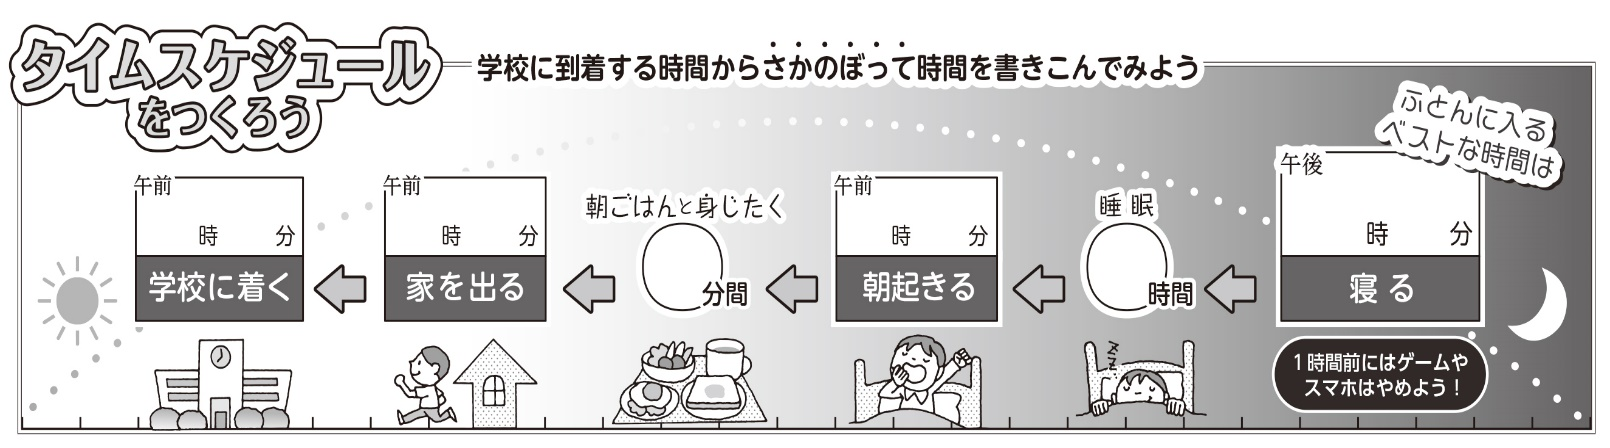 タイムスケジュール
をつくろう
学校に到着する時間からさかのぼって時間を書きこんでみよう
ふとんに入る
ベストな時間は
午前
時 分
学校に着く
午前
時 分
家を出る
朝ごはんと身じたく
分間
午前
時 分
朝起きる
睡眠
時間
午後
時 分
寝る
zzz
1時間前にはゲームや
スマホはやめよう！